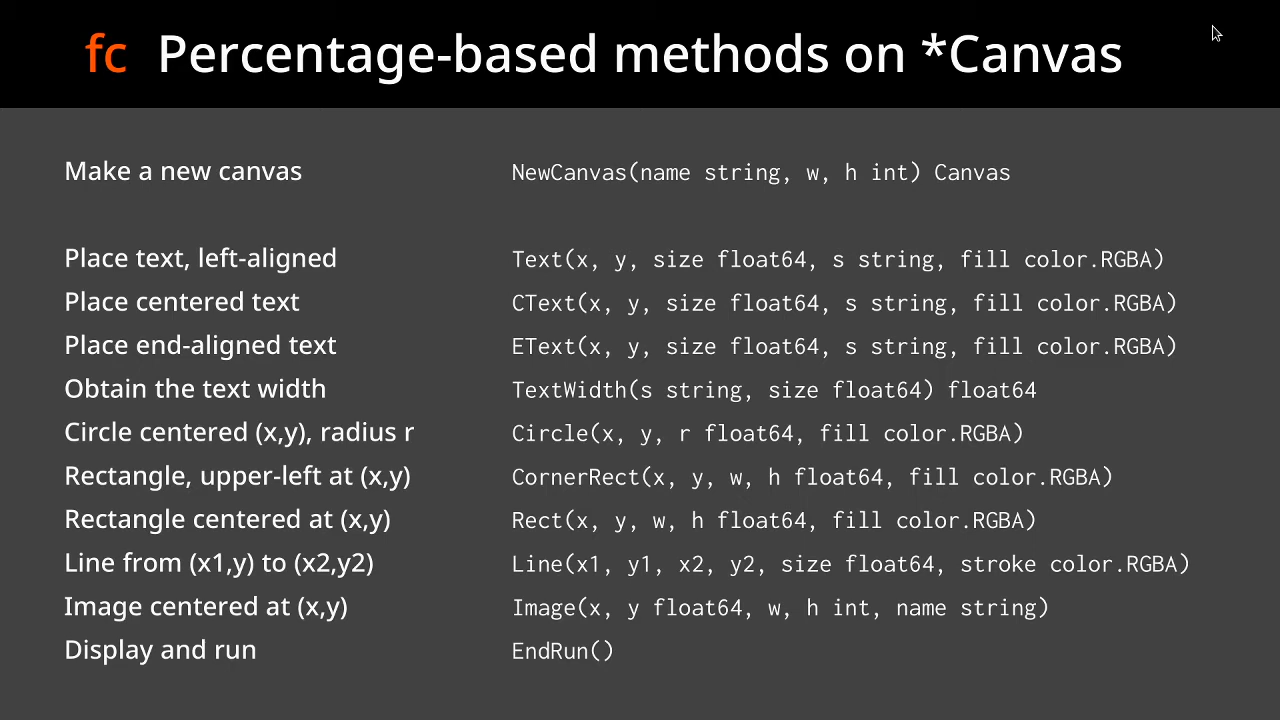 fc Percentage-based methods on *Canvas
Make a new canvas NewCanvas(name string, w, h int) Canvas
Place text, left-aligned Text(x, y, size float64, s string, fill color.RGBA)
Place centered text CText(x, y, size float64, s string, fill color.RGBA)
Place end-aligned text EText(x, y, size float64, s string, fill color.RGBA)
Obtain the text width TextWidth(s string, size float64) float64
Circle centered (x,y), radius r Circle(x, y, r float64, fill color.RGBA)
Rectangle, upper-left at (x,y) CornerRect(x, y, w, h float64, fill color.RGBA)
Rectangle centered at (x,y) Rect(x, y, w, h float64, fill color.RGBA)
Line from (x1,y) to (x2,y2) Line(x1, y1, x2, y2, size float64, stroke color.RGBA)
Image centered at (x,y) Image(x, y float64, w, h int, name string)
Display and run EndRun()